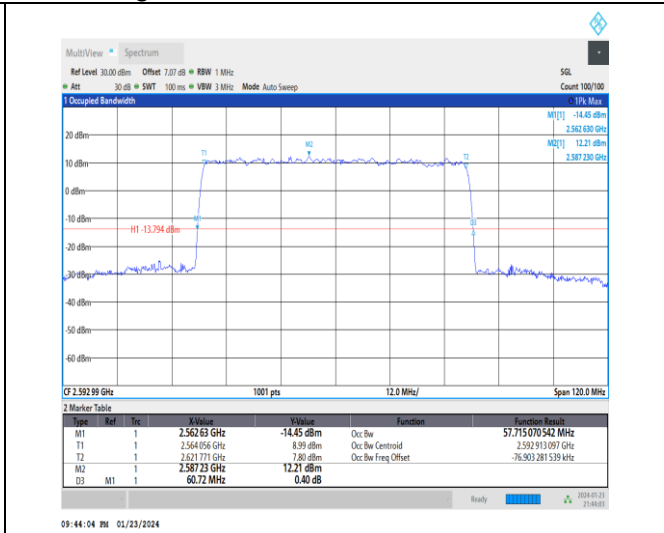 MultiView Spectrum
Ref Level 30.00 dBm Offset 7.07 dB RBW 1 MHz SGL
Att 30 dB SWT 100 ms VBW 3 MHz Mode Auto Sweep Count 100/100
1 Occupied Bandwidth 1Pk Max
M1[1] -14.45 dBm
2.562 630 GHz
M2[1] 12.21 dBm
2.587 230 GHz
20 dBm
M2
T1
T2
10 dBm
0 dBm
-10 dBm
M1
D3
H1 -13.794 dBm
-30 dBm
-40 dBm
-50 dBm
-60 dBm
CF 2.592 99 GHz 1001 pts 12.0 MHz/ Span 120.0 MHz
2 Marker Table
Type Ref Trc X-Value Y-Value Function Function Result
M1 1 2.562 63 GHz -14.45 dBm Occ Bw 57.715 070 542 MHz
T1 1 2.564 056 GHz 8.99 dBm Occ Bw Centroid 2.592 913 097 GHz
T2 1 2.621 771 GHz 7.80 dBm Occ Bw Freq Offset -76.903 281 539 kHz
M2 1 2.587 23 GHz 12.21 dBm
D3 M1 1 60.72 MHz 0.40 dB
Ready 2024-01-23
21:44:03
09:44:04 PM 01/23/2024